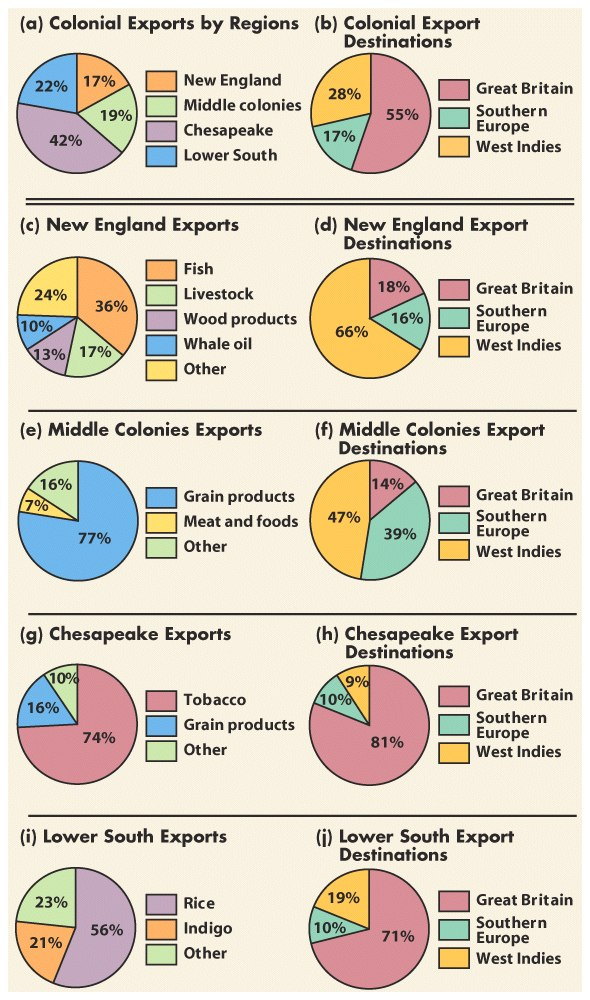 (a) Colonial Exports by Regions
22%
17%
19%
42%
New England
Middle colonies
Chesapeake
Lower South
(b) Colonial Export
Destinations
28%
55%
17%
Great Britain
Southern
Europe
West Indies
(c) New England Exports
24%
36%
10%
13%
17%
Fish
Livestock
Wood products
Whale oil
Other
(d) New England Export
Destinations
18%
16%
66%
Great Britain
Southern
Europe
West Indies
(e) Middle Colonies Exports
16%
7%
77%
Grain products
Meat and foods
Other
(f) Middle Colonies Export
Destinations
14%
47%
39%
Great Britain
Southern
Europe
West Indies
(g) Chesapeake Exports
10%
16%
74%
Tobacco
Grain products
Other
(h) Chesapeake Export
Destinations
9%
10%
81%
Great Britain
Southern
Europe
West Indies
(i) Lower South Exports
23%
56%
21%
Rice
Indigo
Other
(j) Lower South Export
Destinations
19%
10%
71%
Great Britain
Southern
Europe
West Indies